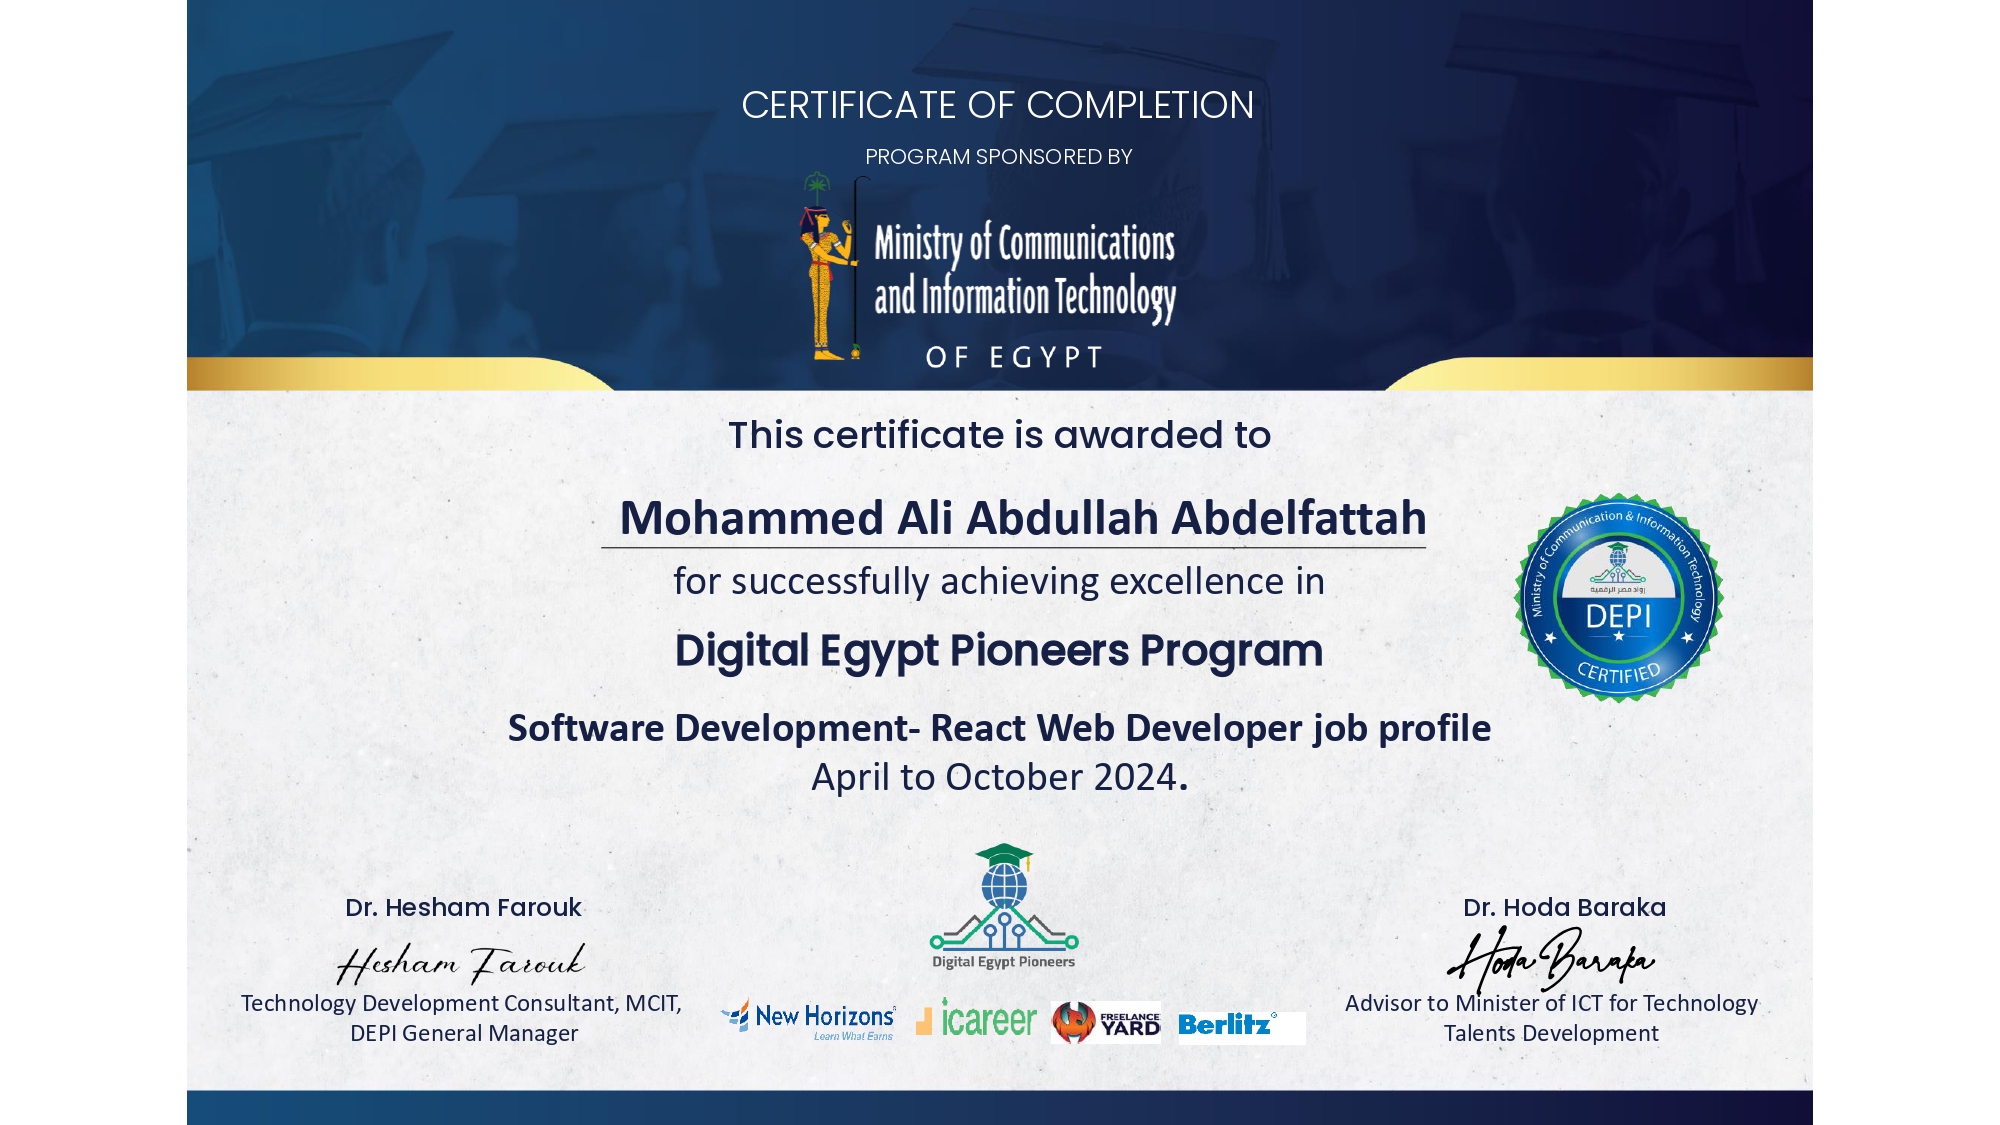 CERTIFICATE OF COMPLETION
PROGRAM SPONSORED BY
Ministry of Communications
and Information Technology
OF EGYPT
This certificate is awarded to
Mohammed Ali Abdullah Abdelfattah
for successfully achieving excellence in
Digital Egypt Pioneers Program
Software Development- React Web Developer job profile
April to October 2024.
Ministry of Communication & Information Technology
رواد مصر الرقمية
DEPI
CERTIFIED
Dr. Hesham Farouk
Hesham Farouk
Technology Development Consultant, MCIT,
DEPI General Manager
Digital Egypt Pioneers
New Horizons®
Learn What Earns
icareer
FREELANCE
YARD
Berlitz®
Dr. Hoda Baraka
Hoda Baraka
Advisor to Minister of ICT for Technology
Talents Development